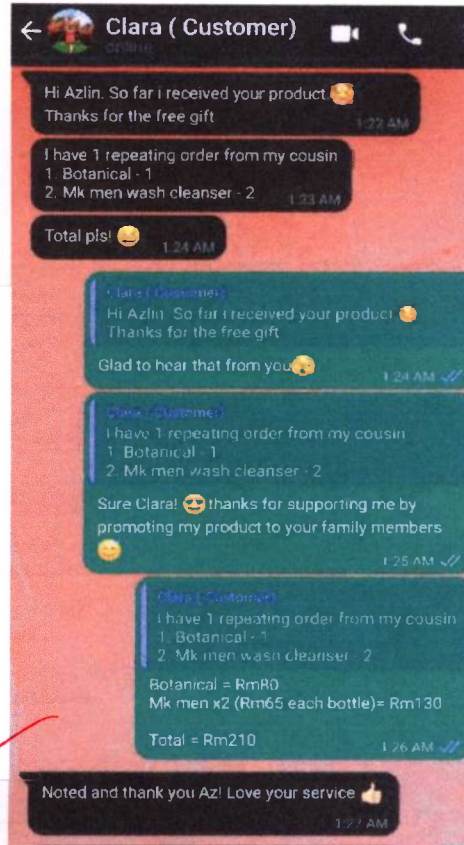 Clara ( Customer)
online
Hi Azlin. So far i received your product 🥰
Thanks for the free gift
1:22 AM
I have 1 repeating order from my cousin
1. Botanical - 1
2. Mk men wash cleanser - 2
1:23 AM
Total pls! 😄
1:24 AM
Clara ( Customer)
Hi Azlin. So far i received your product 🥰
Thanks for the free gift
Glad to hear that from you 😘
1:24 AM
Clara ( Customer)
I have 1 repeating order from my cousin
1. Botanical - 1
2. Mk men wash cleanser - 2
Sure Clara! 😍 thanks for supporting me by
promoting my product to your family members
😊
1:25 AM
Clara ( Customer)
I have 1 repeating order from my cousin
1. Botanical - 1
2. Mk men wash cleanser - 2
Botanical = Rm80
Mk men x2 (Rm65 each bottle)= Rm130
Total = Rm210
1:26 AM
Noted and thank you Az! Love your service 👍
1:27 AM